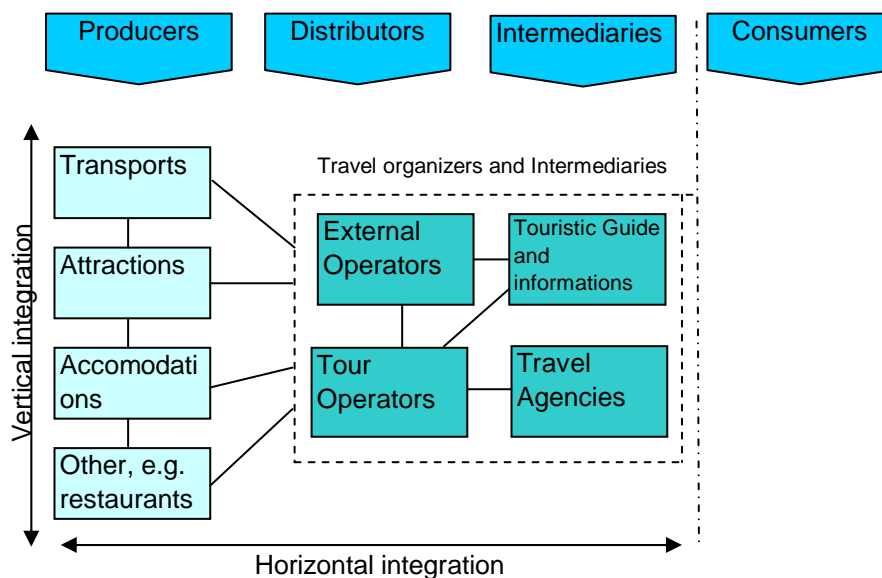 Producers
Distributors
Intermediaries
Consumers
Travel organizers and Intermediaries
Transports
Attractions
Accomodati
ons
Other, e.g.
restaurants
External
Operators
Touristic Guide
and
informations
Tour
Operators
Travel
Agencies
Vertical integration
Horizontal integration